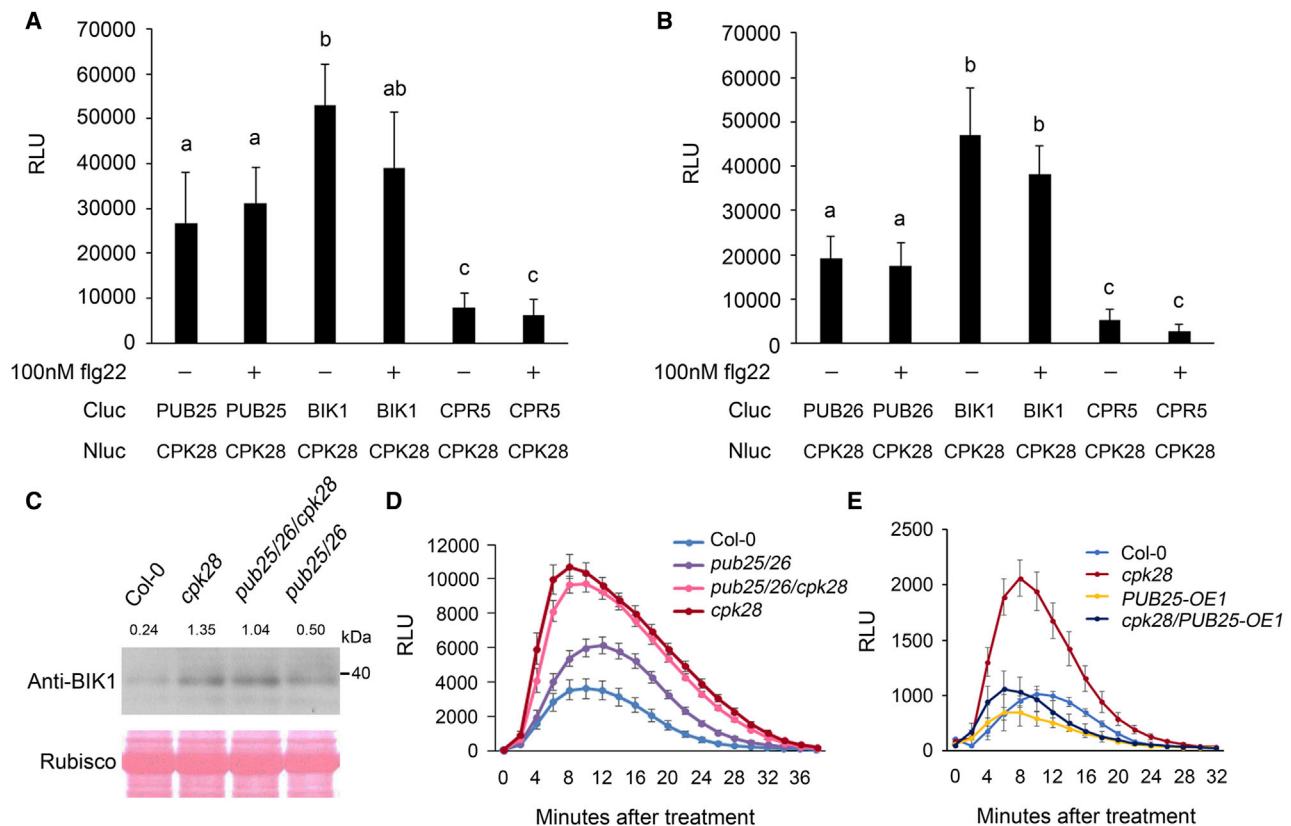 A
RLU
70000
60000
50000
40000
30000
20000
10000
0
a a b ab c c
100nM flg22 – + – + – +
Cluc PUB25 PUB25 BIK1 BIK1 CPR5 CPR5
Nluc CPK28 CPK28 CPK28 CPK28 CPK28 CPK28
B
RLU
70000
60000
50000
40000
30000
20000
10000
0
a a b b c c
100nM flg22 – + – + – +
Cluc PUB26 PUB26 BIK1 BIK1 CPR5 CPR5
Nluc CPK28 CPK28 CPK28 CPK28 CPK28 CPK28
C
Col-0 cpk28 pub25/26/cpk28 pub25/26
0.24 1.35 1.04 0.50 kDa
Anti-BIK1 40
Rubisco
D
RLU
12000
10000
8000
6000
4000
2000
0
Col-0
pub25/26
pub25/26/cpk28
cpk28
0 4 8 12 16 20 24 28 32 36
Minutes after treatment
E
RLU
2500
2000
1500
1000
500
0
Col-0
cpk28
PUB25-OE1
cpk28/PUB25-OE1
0 4 8 12 16 20 24 28 32
Minutes after treatment